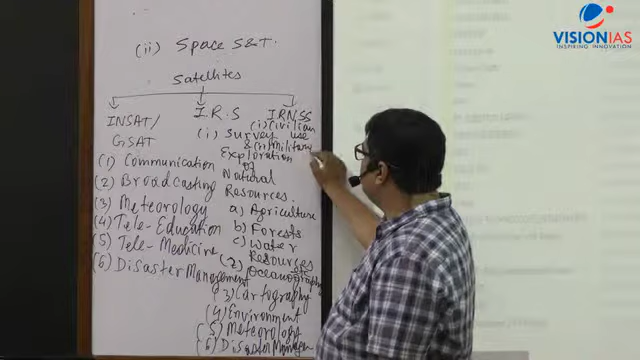 VISIONIAS
INSPIRING INNOVATION
(ii) Space S&T.
Satellites
INSAT/
GSAT
(1) Communication
(2) Broadcasting
(3) Meteorology
(4) Tele-Education
(5) Tele-Medicine
(6) Disaster Management
I.R.S
(i) Survey
& Exploration
of
Natural
Resources.
a) Agriculture
b) Forests
c) Water
Resources
(2) Oceanography
(3) Cartography
(4) Environment
(5) Meteorology
(6) Disaster
IRNSS
(i) Civilian
use
(ii) Military